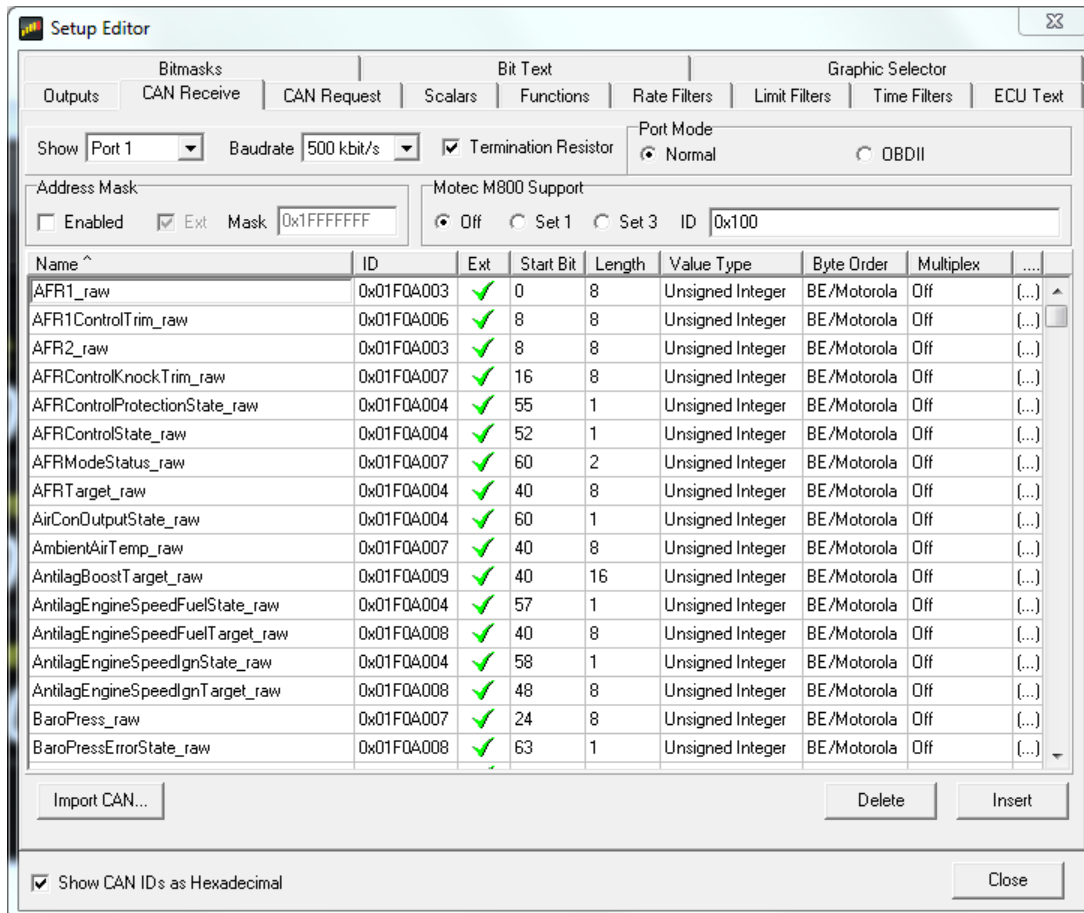 Setup Editor
Bitmasks Bit Text Graphic Selector
Outputs CAN Receive CAN Request Scalars Functions Rate Filters Limit Filters Time Filters ECU Text
Port Mode
Show Port 1 Baudrate 500 kbit/s Termination Resistor Normal OBDII
Address Mask Motec M800 Support
Enabled Ext Mask 0x1FFFFFFF Off Set 1 Set 3 ID 0x100
Name ^ ID Ext Start Bit Length Value Type Byte Order Multiplex ....
AFR1_raw 0x01F0A003 0 8 Unsigned Integer BE/Motorola Off (...)
AFR1ControlTrim_raw 0x01F0A006 8 8 Unsigned Integer BE/Motorola Off (...)
AFR2_raw 0x01F0A003 8 8 Unsigned Integer BE/Motorola Off (...)
AFRControlKnockTrim_raw 0x01F0A007 16 8 Unsigned Integer BE/Motorola Off (...)
AFRControlProtectionState_raw 0x01F0A004 55 1 Unsigned Integer BE/Motorola Off (...)
AFRControlState_raw 0x01F0A004 52 1 Unsigned Integer BE/Motorola Off (...)
AFRModeStatus_raw 0x01F0A007 60 2 Unsigned Integer BE/Motorola Off (...)
AFRTarget_raw 0x01F0A004 40 8 Unsigned Integer BE/Motorola Off (...)
AirConOutputState_raw 0x01F0A004 60 1 Unsigned Integer BE/Motorola Off (...)
AmbientAirTemp_raw 0x01F0A007 40 8 Unsigned Integer BE/Motorola Off (...)
AntilagBoostTarget_raw 0x01F0A009 40 16 Unsigned Integer BE/Motorola Off (...)
AntilagEngineSpeedFuelState_raw 0x01F0A004 57 1 Unsigned Integer BE/Motorola Off (...)
AntilagEngineSpeedFuelTarget_raw 0x01F0A008 40 8 Unsigned Integer BE/Motorola Off (...)
AntilagEngineSpeedIgnState_raw 0x01F0A004 58 1 Unsigned Integer BE/Motorola Off (...)
AntilagEngineSpeedIgnTarget_raw 0x01F0A008 48 8 Unsigned Integer BE/Motorola Off (...)
BaroPress_raw 0x01F0A007 24 8 Unsigned Integer BE/Motorola Off (...)
BaroPressErrorState_raw 0x01F0A008 63 1 Unsigned Integer BE/Motorola Off (...)
Import CAN... Delete Insert
Show CAN IDs as Hexadecimal Close